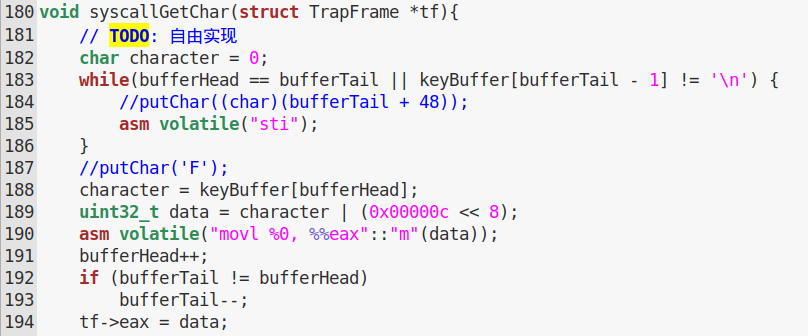 180 void syscallGetChar(struct TrapFrame *tf){
181     // TODO: 自由实现
182     char character = 0;
183     while(bufferHead == bufferTail || keyBuffer[bufferTail - 1] != '\n') {
184         //putChar((char)(bufferTail + 48));
185         asm volatile("sti");
186     }
187     //putChar('F');
188     character = keyBuffer[bufferHead];
189     uint32_t data = character | (0x00000c << 8);
190     asm volatile("movl %0, %%eax"::"m"(data));
191     bufferHead++;
192     if (bufferTail != bufferHead)
193         bufferTail--;
194     tf->eax = data;